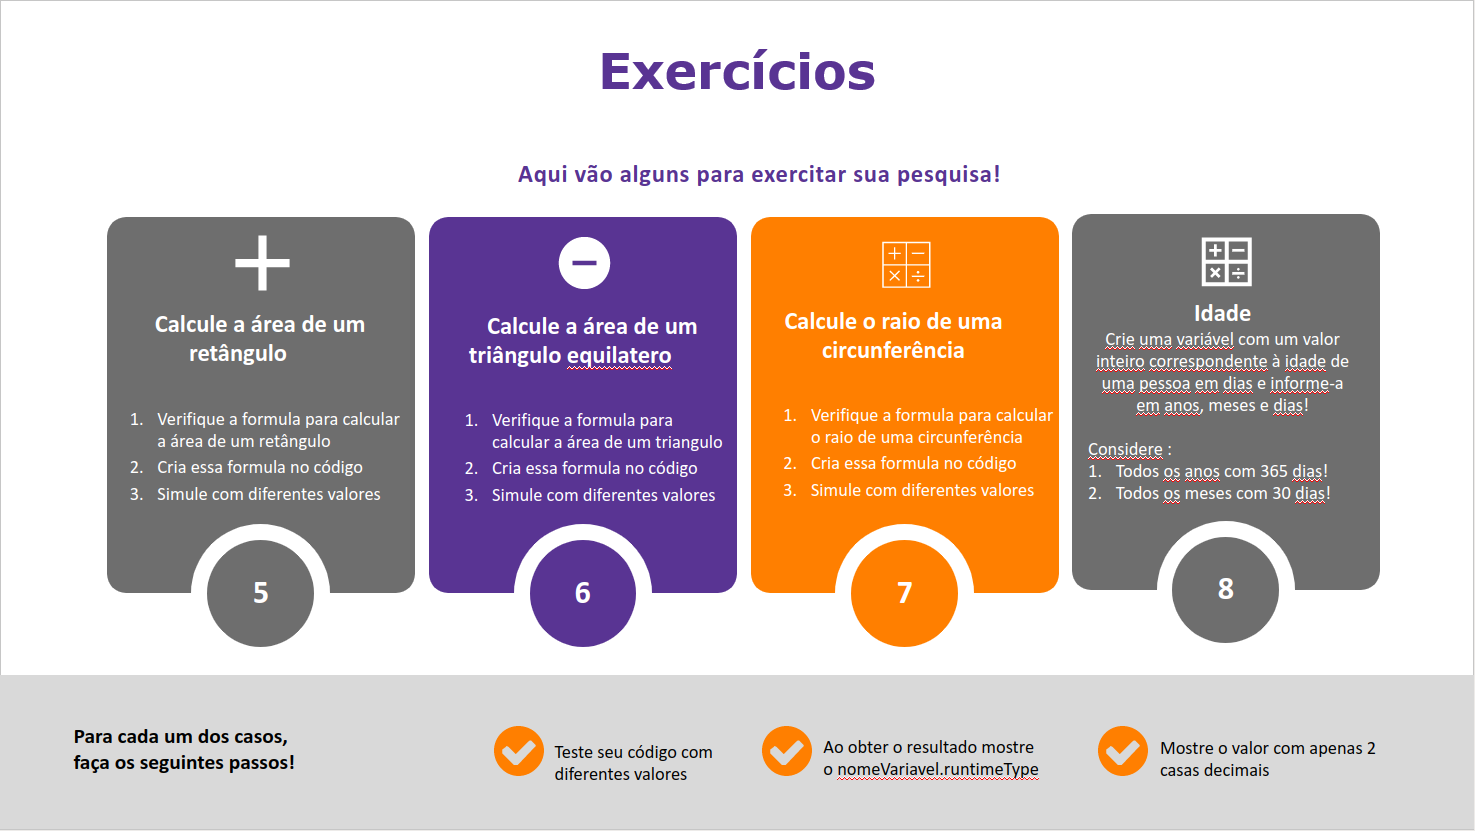 Exercícios
Aqui vão alguns para exercitar sua pesquisa!
Calcule a área de um
retângulo
1. Verifique a formula para calcular
a área de um retângulo
2. Cria essa formula no código
3. Simule com diferentes valores
5
Calcule a área de um
triângulo equilatero
1. Verifique a formula para
calcular a área de um triangulo
2. Cria essa formula no código
3. Simule com diferentes valores
6
Calcule o raio de uma
circunferência
1. Verifique a formula para calcular
o raio de uma circunferência
2. Cria essa formula no código
3. Simule com diferentes valores
7
Idade
Crie uma variável com um valor
inteiro correspondente à idade de
uma pessoa em dias e informe-a
em anos, meses e dias!
Considere :
1. Todos os anos com 365 dias!
2. Todos os meses com 30 dias!
8
Para cada um dos casos,
faça os seguintes passos!
Teste seu código com
diferentes valores
Ao obter o resultado mostre
o nomeVariavel.runtimeType
Mostre o valor com apenas 2
casas decimais